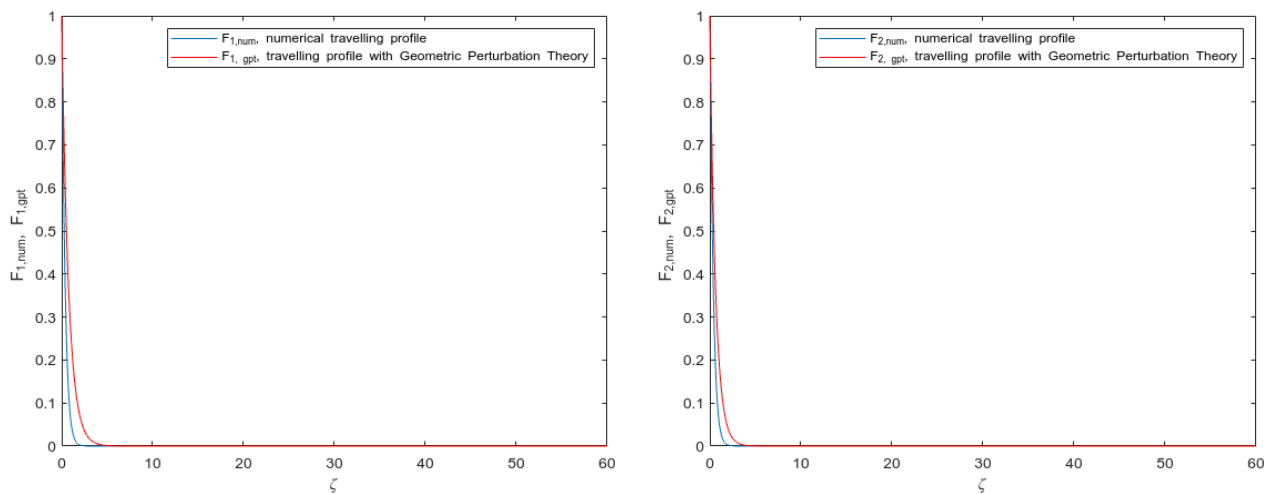 1
0.9
0.8
0.7
0.6
0.5
0.4
0.3
0.2
0.1
0
F1,num, F1,gpt
F1,num, numerical travelling profile
F1, gpt, travelling profile with Geometric Perturbation Theory
0 10 20 30 40 50 60
ζ
1
0.9
0.8
0.7
0.6
0.5
0.4
0.3
0.2
0.1
0
F2,num, F2,gpt
F2,num, numerical travelling profile
F2, gpt, travelling profile with Geometric Perturbation Theory
0 10 20 30 40 50 60
ζ